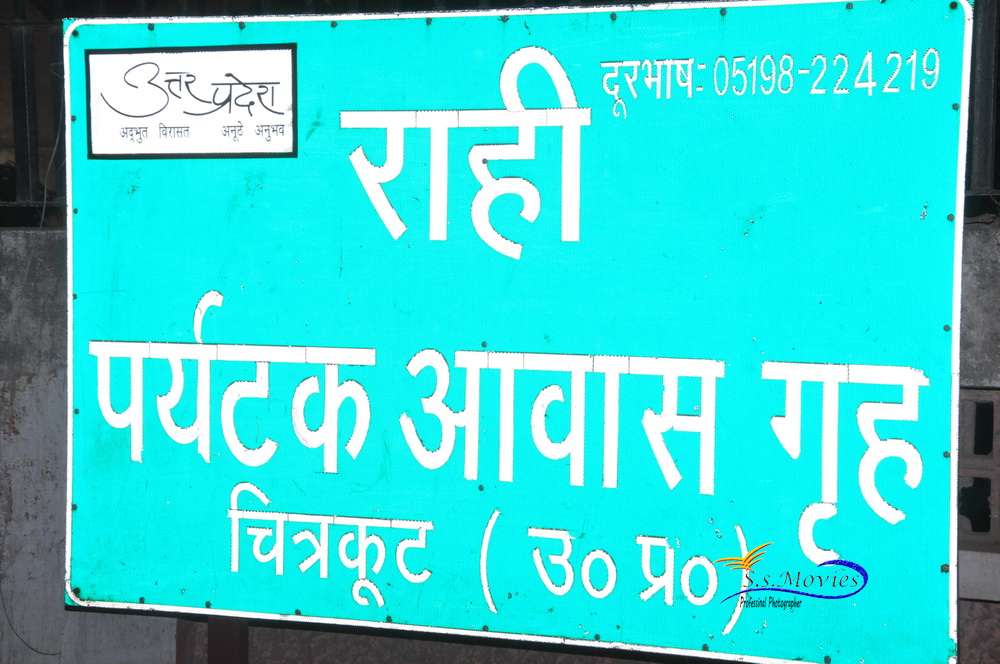 उत्तर प्रदेश
अद्भुत विरासत अनूठे अनुभव
दूरभाष: 05198-224219
राही
पर्यटक आवास गृह
चित्रकूट ( उ० प्र० )
S.s.Movies
Professinal Photographer